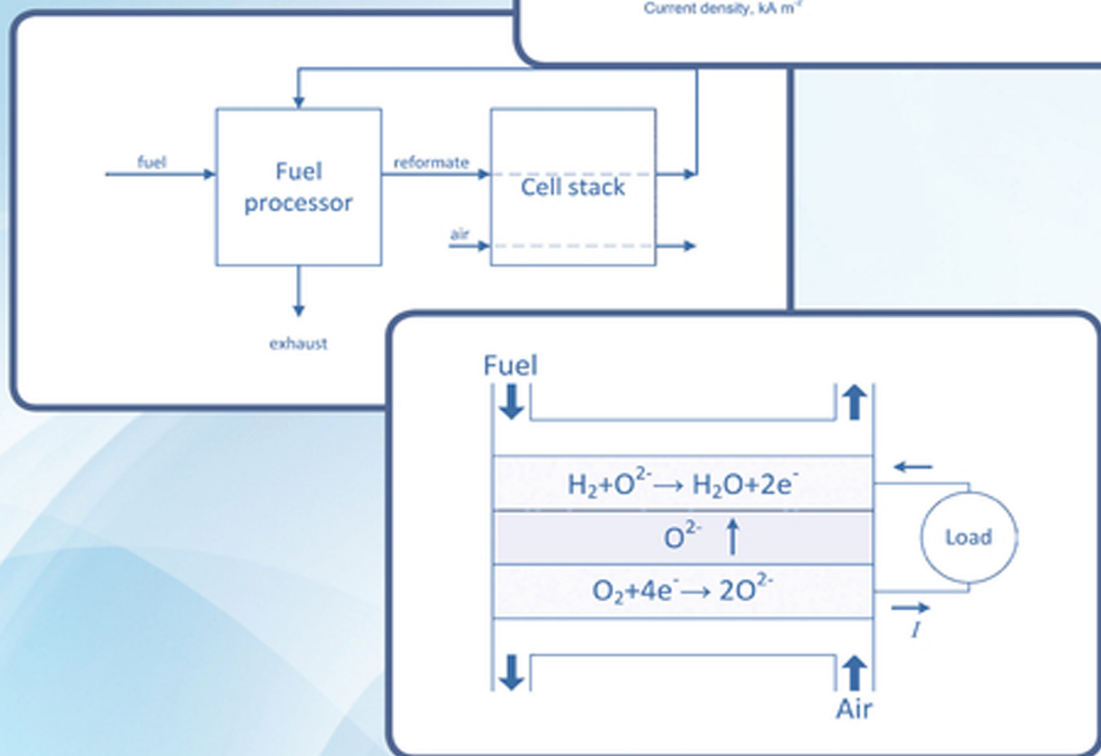 Current density, kA m⁻²
fuel
Fuel
processor
reformate
Cell stack
air
exhaust
Fuel
H₂+O²⁻→ H₂O+2e⁻
O²⁻ ↑
O₂+4e⁻→ 2O²⁻
Load
I
Air